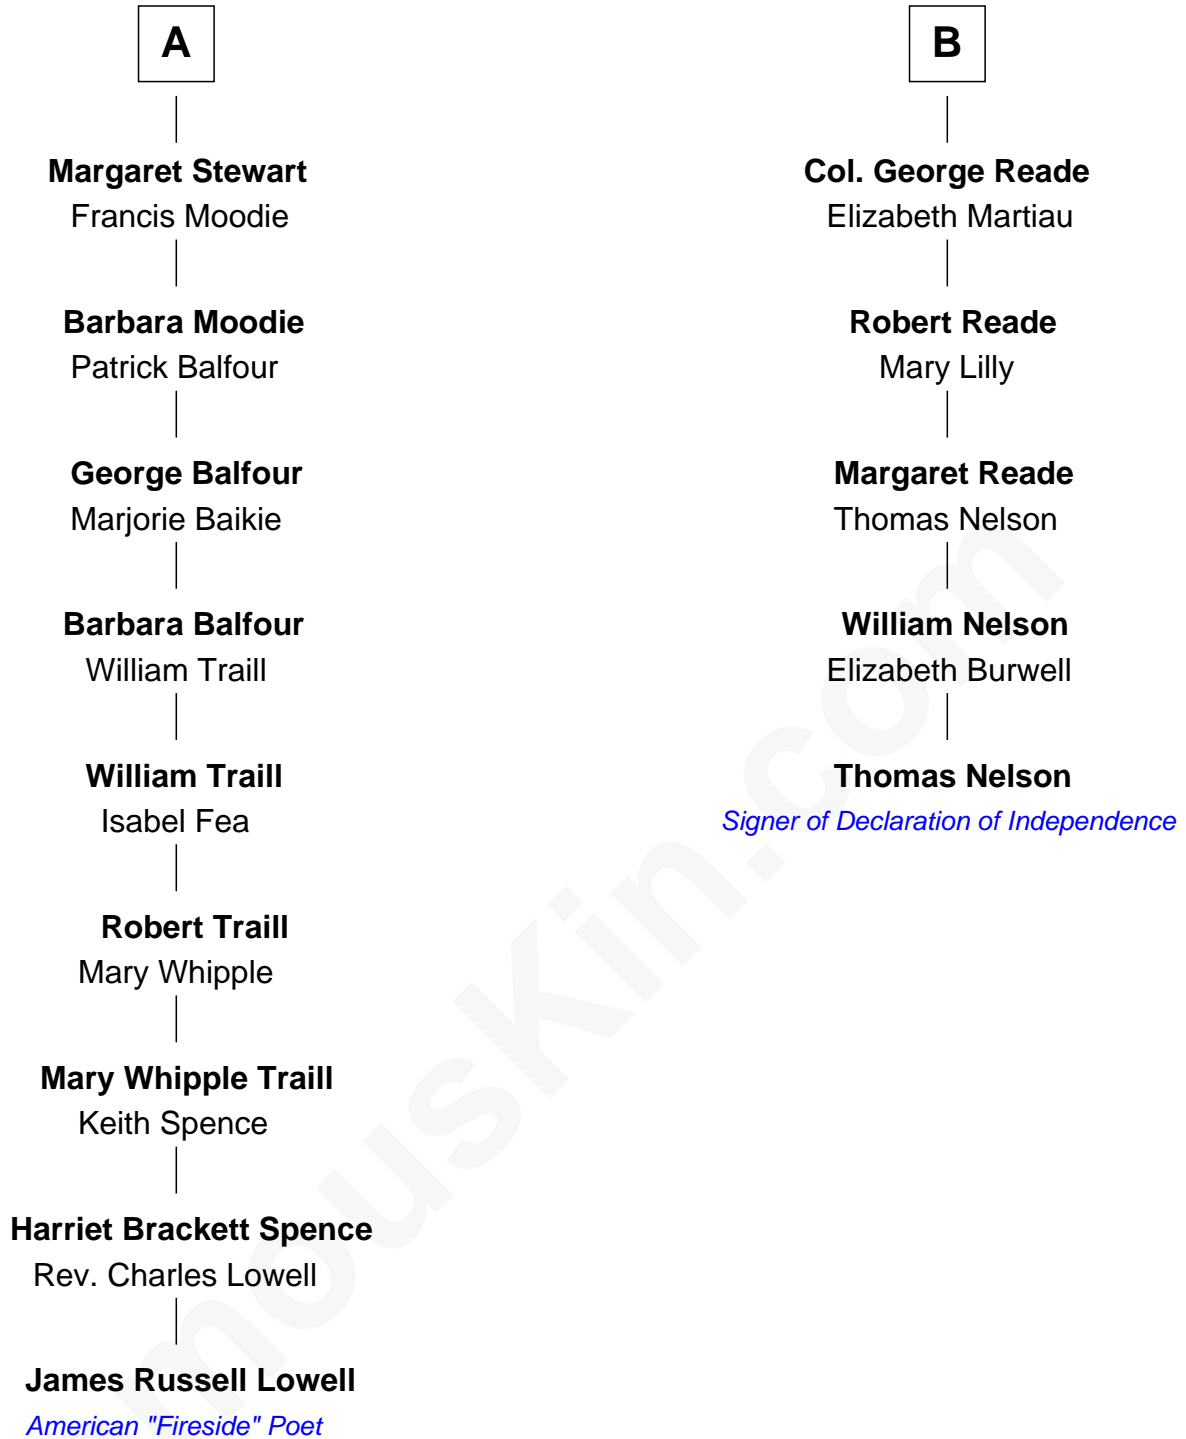 A
Margaret Stewart
Francis Moodie
Barbara Moodie
Patrick Balfour
George Balfour
Marjorie Baikie
Barbara Balfour
William Traill
William Traill
Isabel Fea
Robert Traill
Mary Whipple
Mary Whipple Traill
Keith Spence
Harriet Brackett Spence
Rev. Charles Lowell
James Russell Lowell
American "Fireside" Poet
B
Col. George Reade
Elizabeth Martiau
Robert Reade
Mary Lilly
Margaret Reade
Thomas Nelson
William Nelson
Elizabeth Burwell
Thomas Nelson
Signer of Declaration of Independence
mousKin.com